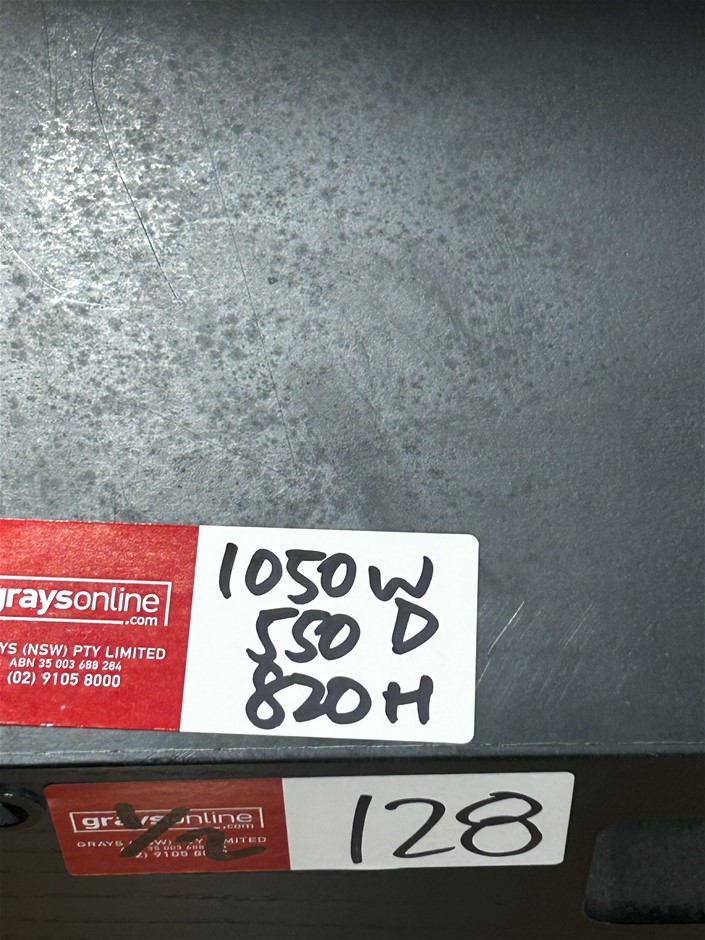 graysonline
.com
YS (NSW) PTY LIMITED
ABN 35 003 688 284
(02) 9105 8000
1050 W
550 D
820 H
graysonline
.com
GRAYS
128